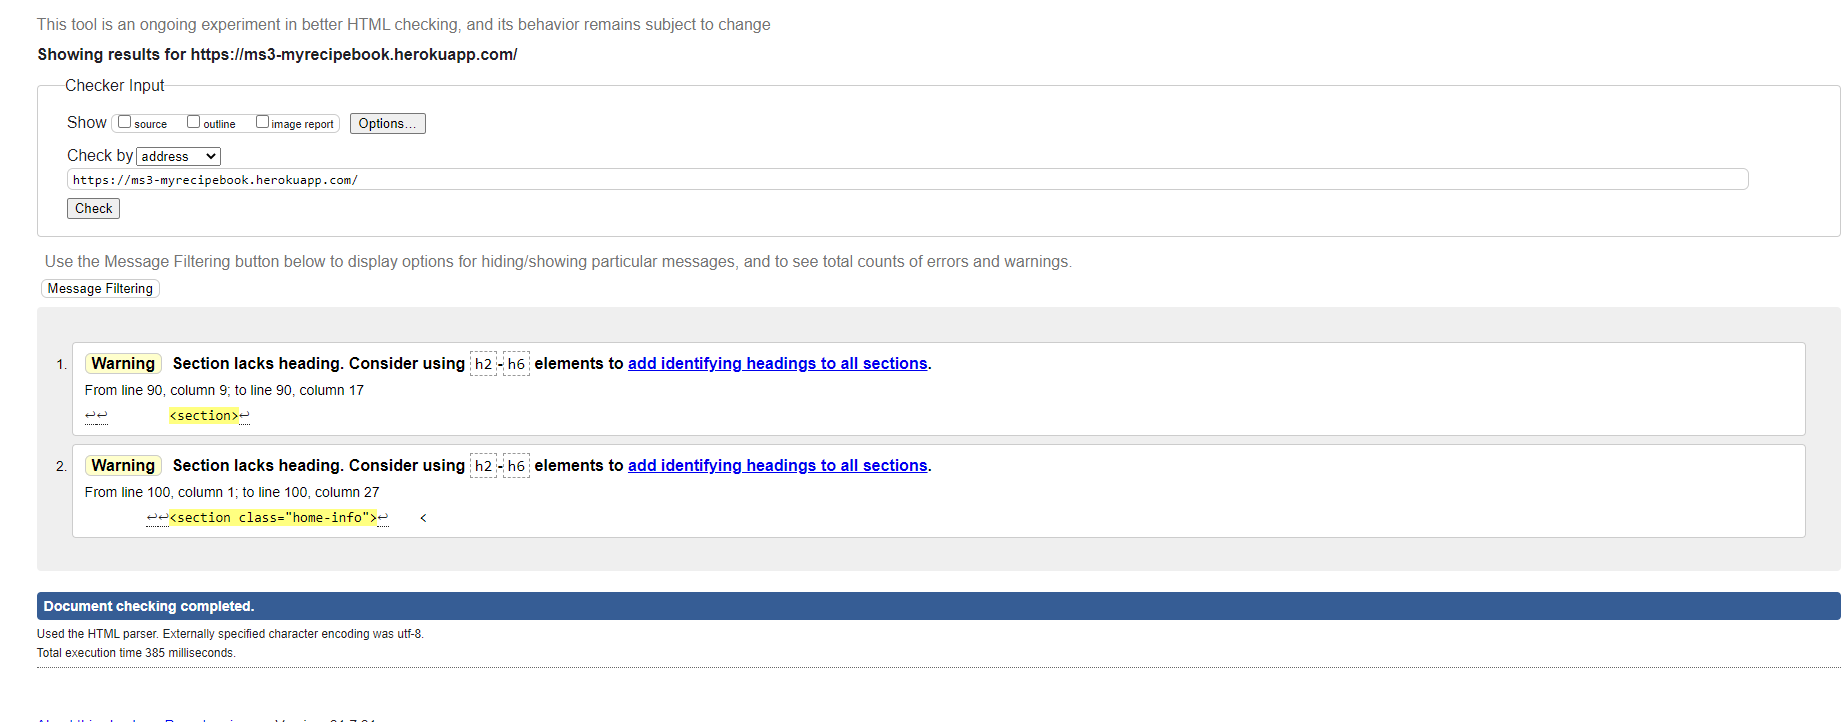 This tool is an ongoing experiment in better HTML checking, and its behavior remains subject to change
Showing results for https://ms3-myrecipebook.herokuapp.com/
Checker Input
Show source outline image report Options...
Check by address
https://ms3-myrecipebook.herokuapp.com/
Check
Use the Message Filtering button below to display options for hiding/showing particular messages, and to see total counts of errors and warnings.
Message Filtering
1. Warning Section lacks heading. Consider using h2-h6 elements to add identifying headings to all sections.
From line 90, column 9; to line 90, column 17
↩↩ <section>↩
2. Warning Section lacks heading. Consider using h2-h6 elements to add identifying headings to all sections.
From line 100, column 1; to line 100, column 27
↩↩<section class="home-info">↩ <
Document checking completed.
Used the HTML parser. Externally specified character encoding was utf-8.
Total execution time 385 milliseconds.